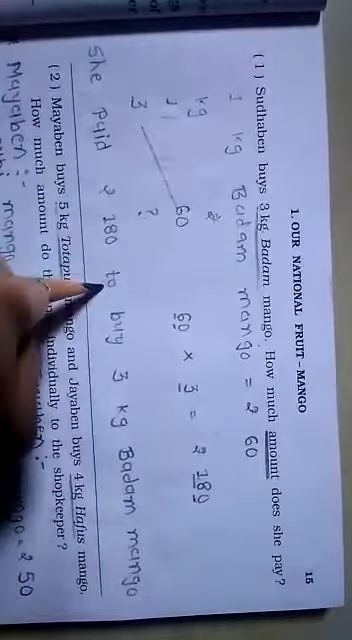 15
1. OUR NATIONAL FRUIT – MANGO
(1) Sudhaben buys 3 kg Badam mango. How much amount does she pay?
1 kg Badam mango = ₹ 60
kg ₹
1 60 60 × 3 = ₹ 180
3 ?
She paid ₹ 180 to buy 3 kg Badam mango
(2) Mayaben buys 5 kg Totapu ngo and Jayaben buys 4 kg Hafus mango.
How much amount do th individually to the shopkeeper?
Mayaben :-
mango
50